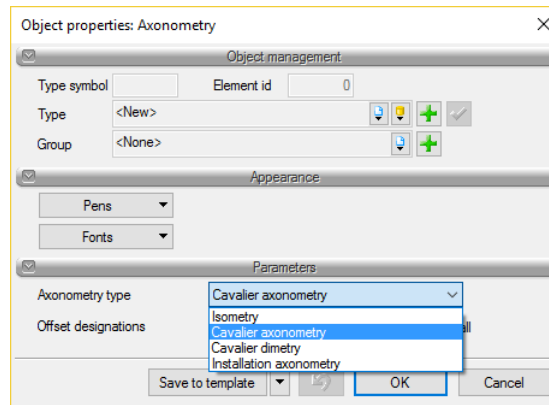 Object properties: Axonometry
Object management
Type symbol Element id 0
Type <New>
Group <None>
Appearance
Pens
Fonts
Parameters
Axonometry type Cavalier axonometry
Isometry
Offset designations Cavalier axonometry
Cavalier dimetry
Installation axonometry
Save to template OK Cancel